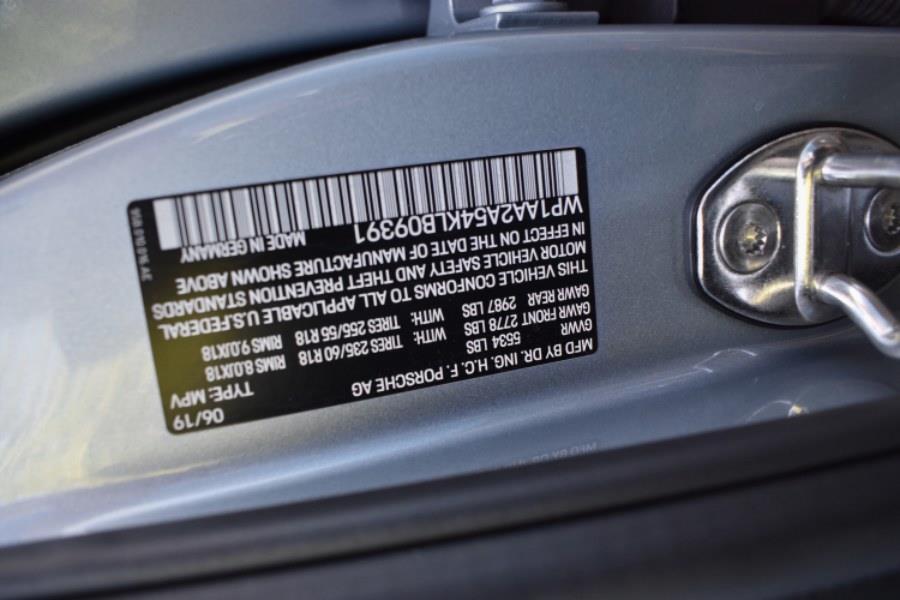 MFD BY DR. ING. H.C. F. PORSCHE AG 06/19
GVWR 5534 LBS TYPE: MPV
GAWR FRONT 2778 LBS WITH: TIRES 235/60 R18 RIMS 8.0JX18
GAWR REAR 2987 LBS WITH: TIRES 255/55 R18 RIMS 9.0JX18
THIS VEHICLE CONFORMS TO ALL APPLICABLE U.S. FEDERAL
MOTOR VEHICLE SAFETY AND THEFT PREVENTION STANDARDS
IN EFFECT ON THE DATE OF MANUFACTURE SHOWN ABOVE
WP1AA2A54KLB09391 MADE IN GERMANY